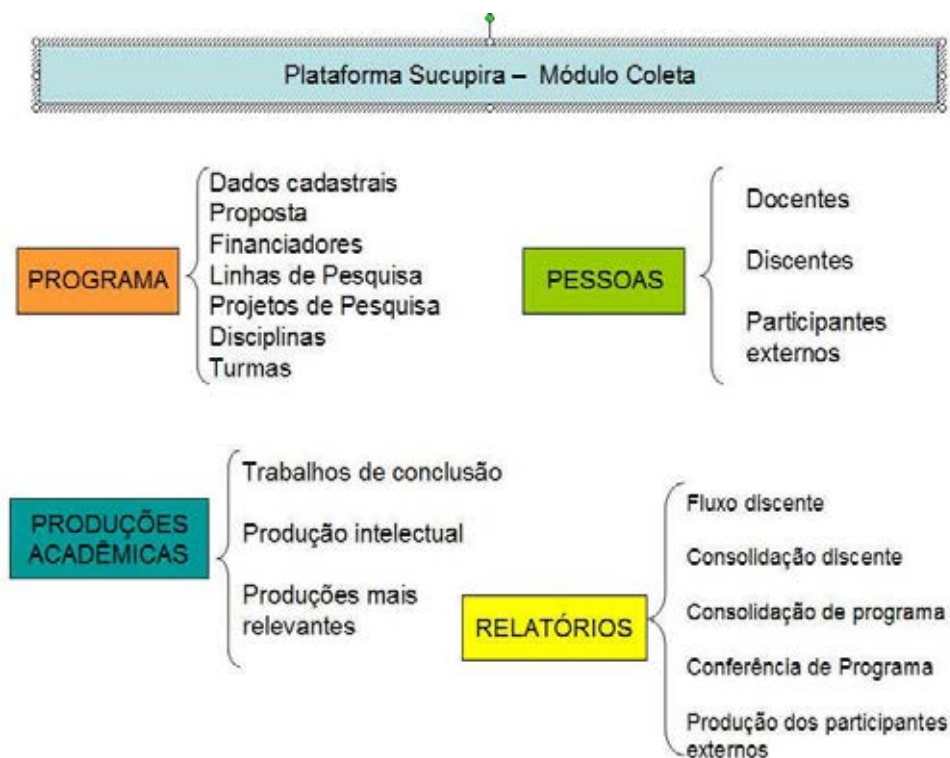 Plataforma Sucupira – Módulo Coleta
PROGRAMA
Dados cadastrais
Proposta
Financiadores
Linhas de Pesquisa
Projetos de Pesquisa
Disciplinas
Turmas
PESSOAS
Docentes
Discentes
Participantes
externos
PRODUÇÕES
ACADÊMICAS
Trabalhos de conclusão
Produção intelectual
Produções mais
relevantes
RELATÓRIOS
Fluxo discente
Consolidação discente
Consolidação de programa
Conferência de Programa
Produção dos participantes
externos